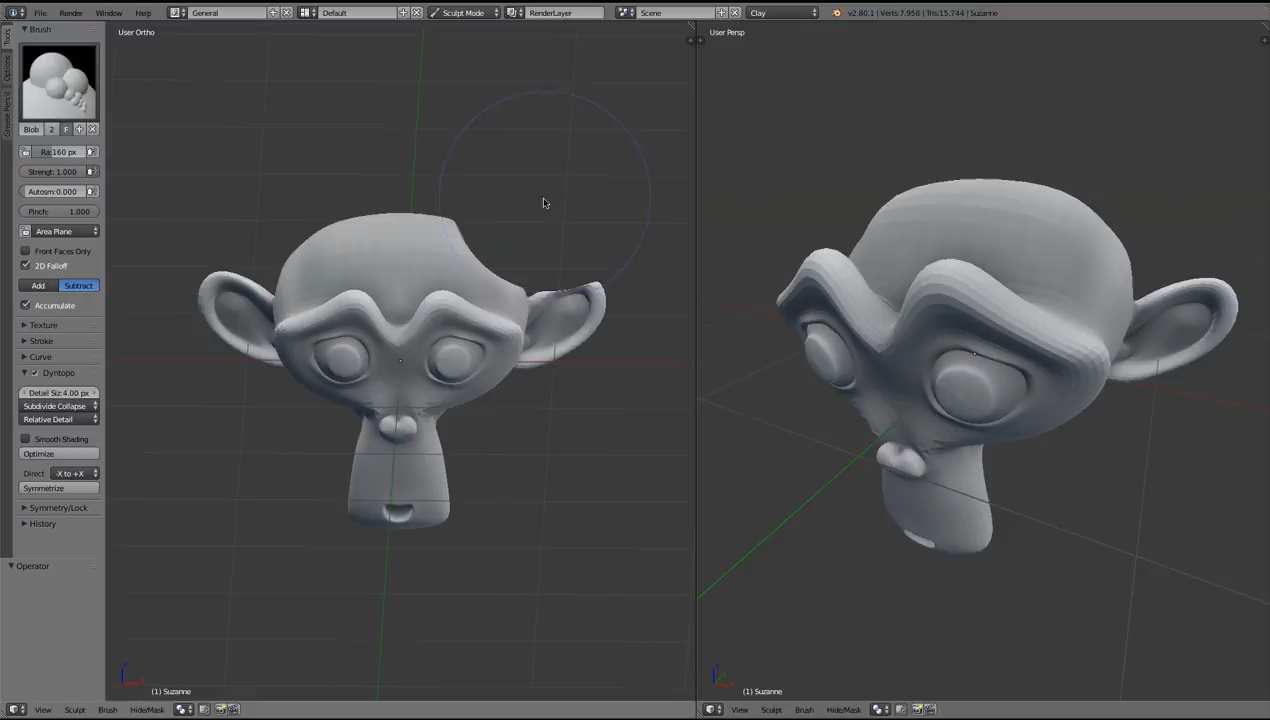 File Render Window Help General Default Sculpt Mode RenderLayer Scene Clay v2.80.1 | Verts:7,958 | Tris:15,744 | Suzanne
Tools
Options
Grease Pencil
Brush
Blob 2 F
Ra:160 px
Strengt: 1.000
Autosm:0.000
Pinch: 1.000
Area Plane
Front Faces Only
2D Falloff
Add Subtract
Accumulate
Texture
Stroke
Curve
Dyntopo
Detail Siz:4.00 px
Subdivide Collapse
Relative Detail
Smooth Shading
Optimize
Direct -X to +X
Symmetrize
Symmetry/Lock
History
Operator
User Ortho
(1) Suzanne
View Sculpt Brush Hide/Mask
User Persp
(1) Suzanne
View Sculpt Brush Hide/Mask